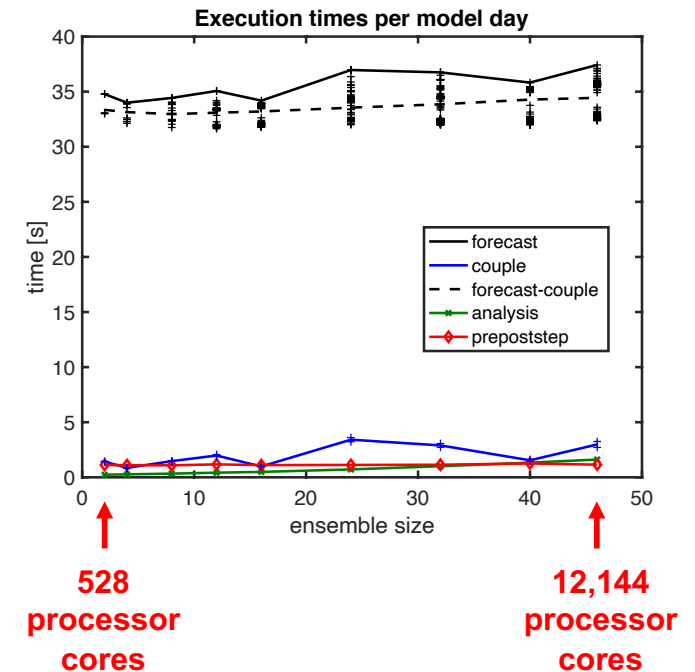 Execution times per model day
40
35
30
25
20
15
10
5
0
time [s]
forecast
couple
forecast-couple
analysis
prepoststep
0 10 20 30 40 50
ensemble size
528 12,144
processor processor
cores cores